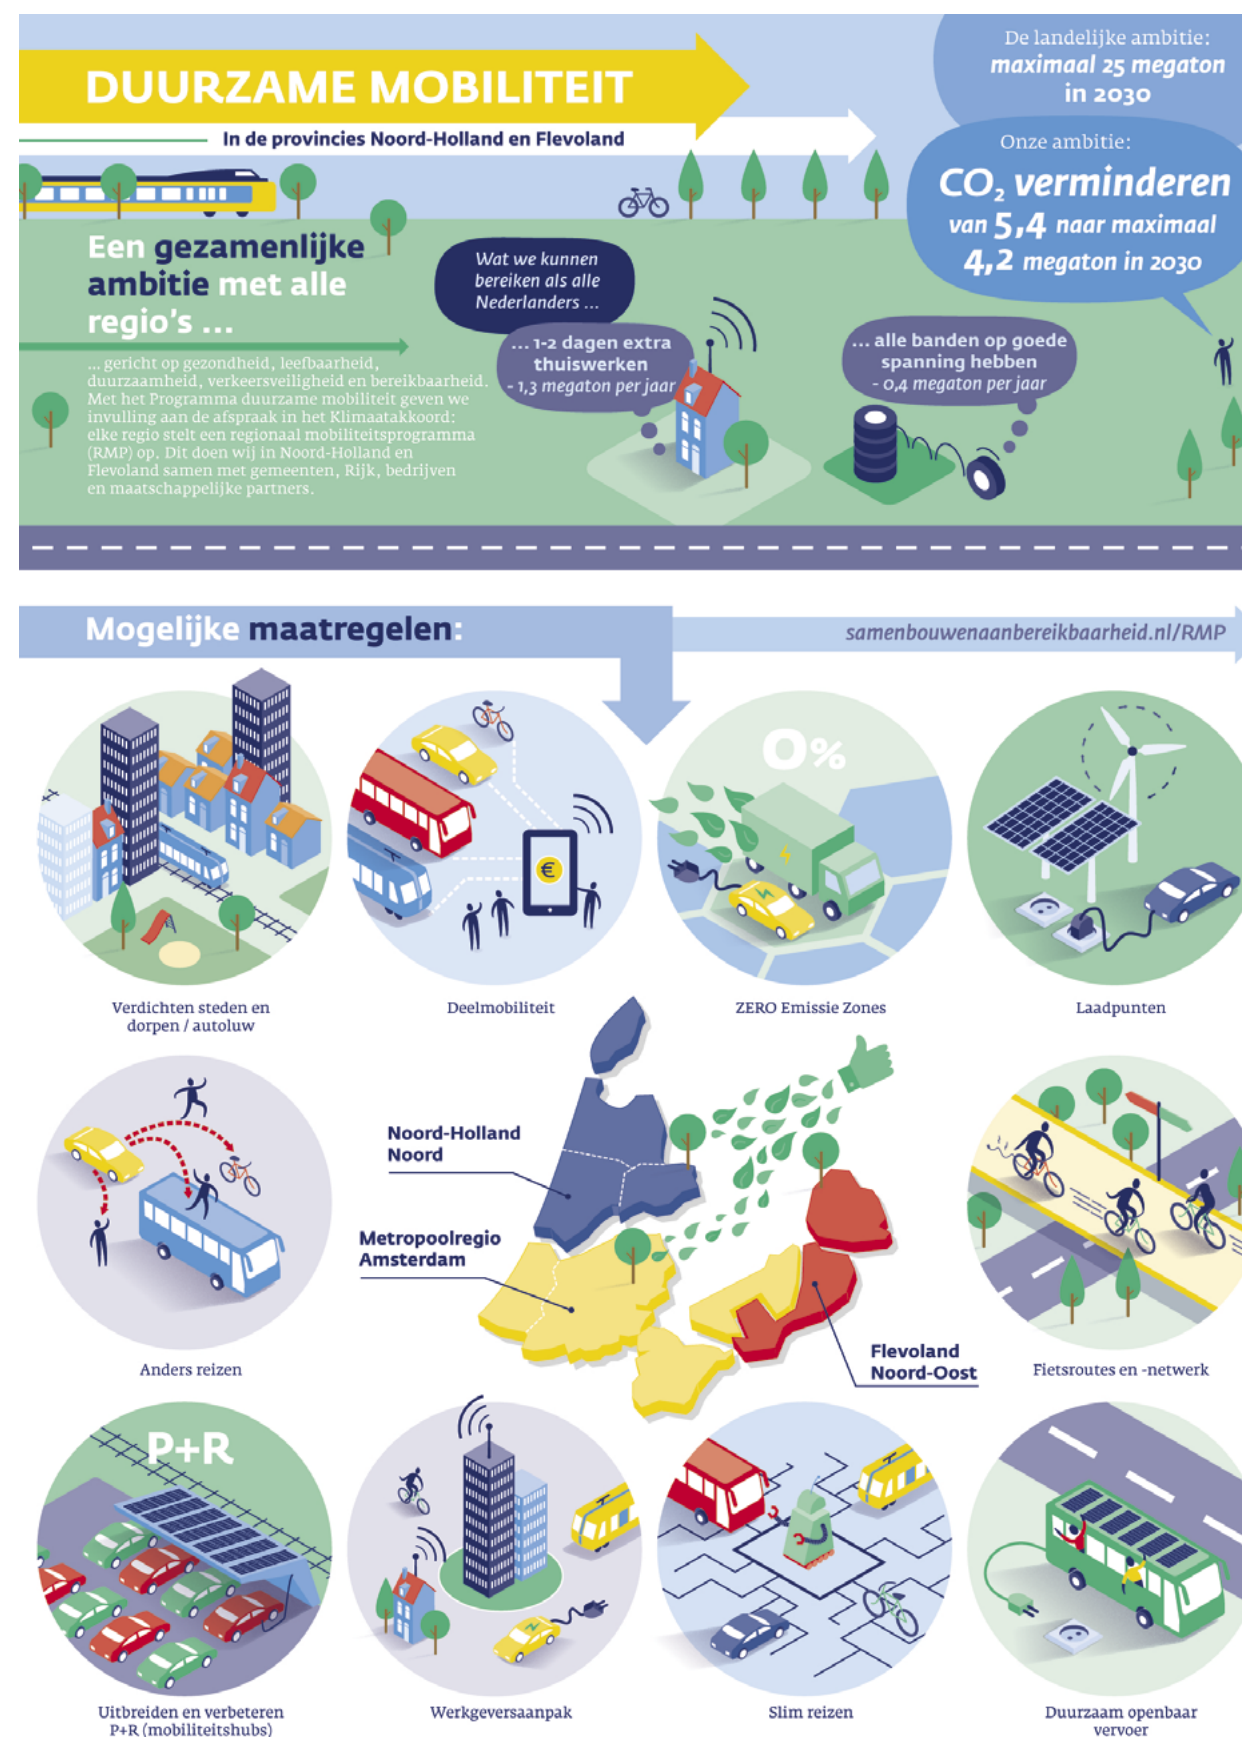 DUURZAME MOBILITEIT
In de provincies Noord-Holland en Flevoland
De landelijke ambitie:
maximaal 25 megaton
in 2030
Onze ambitie:
CO₂ verminderen
van 5,4 naar maximaal
4,2 megaton in 2030
Een gezamenlijke
ambitie met alle
regio's ...
... gericht op gezondheid, leefbaarheid,
duurzaamheid, verkeersveiligheid en bereikbaarheid.
Met het Programma duurzame mobiliteit geven we
invulling aan de afspraak in het Klimaatakkoord:
elke regio stelt een regionaal mobiliteitsprogramma
(RMP) op. Dit doen wij in Noord-Holland en
Flevoland samen met gemeenten, Rijk, bedrijven
en maatschappelijke partners.
Wat we kunnen
bereiken als alle
Nederlanders ...
... 1-2 dagen extra
thuiswerken
- 1,3 megaton per jaar
... alle banden op goede
spanning hebben
- 0,4 megaton per jaar
Mogelijke maatregelen:
samenbouwenaanbereikbaarheid.nl/RMP
0%
€
Verdichten steden en
dorpen / autoluw
Deelmobiliteit
ZERO Emissie Zones
Laadpunten
Noord-Holland
Noord
Metropoolregio
Amsterdam
Flevoland
Noord-Oost
Anders reizen
Fietsroutes en -netwerk
P+R
Uitbreiden en verbeteren
P+R (mobiliteitshubs)
Werkgeversaanpak
Slim reizen
Duurzaam openbaar
vervoer